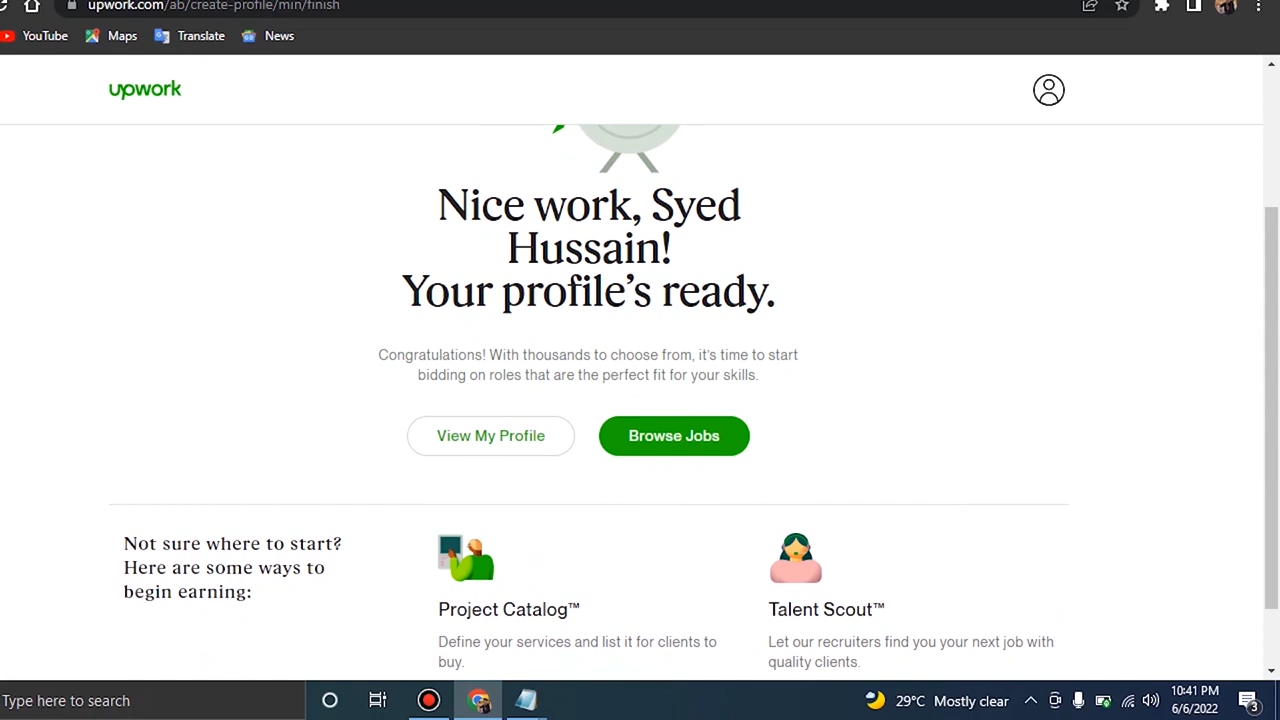 upwork.com/ab/create-profile/min/finish
YouTube Maps Translate News
upwork
Nice work, Syed
Hussain!
Your profile's ready.
Congratulations! With thousands to choose from, it's time to start
bidding on roles that are the perfect fit for your skills.
View My Profile Browse Jobs
Not sure where to start?
Here are some ways to
begin earning:
Project Catalog™
Define your services and list it for clients to
buy.
Talent Scout™
Let our recruiters find you your next job with
quality clients.
Type here to search
29°C Mostly clear
10:41 PM
6/6/2022
3